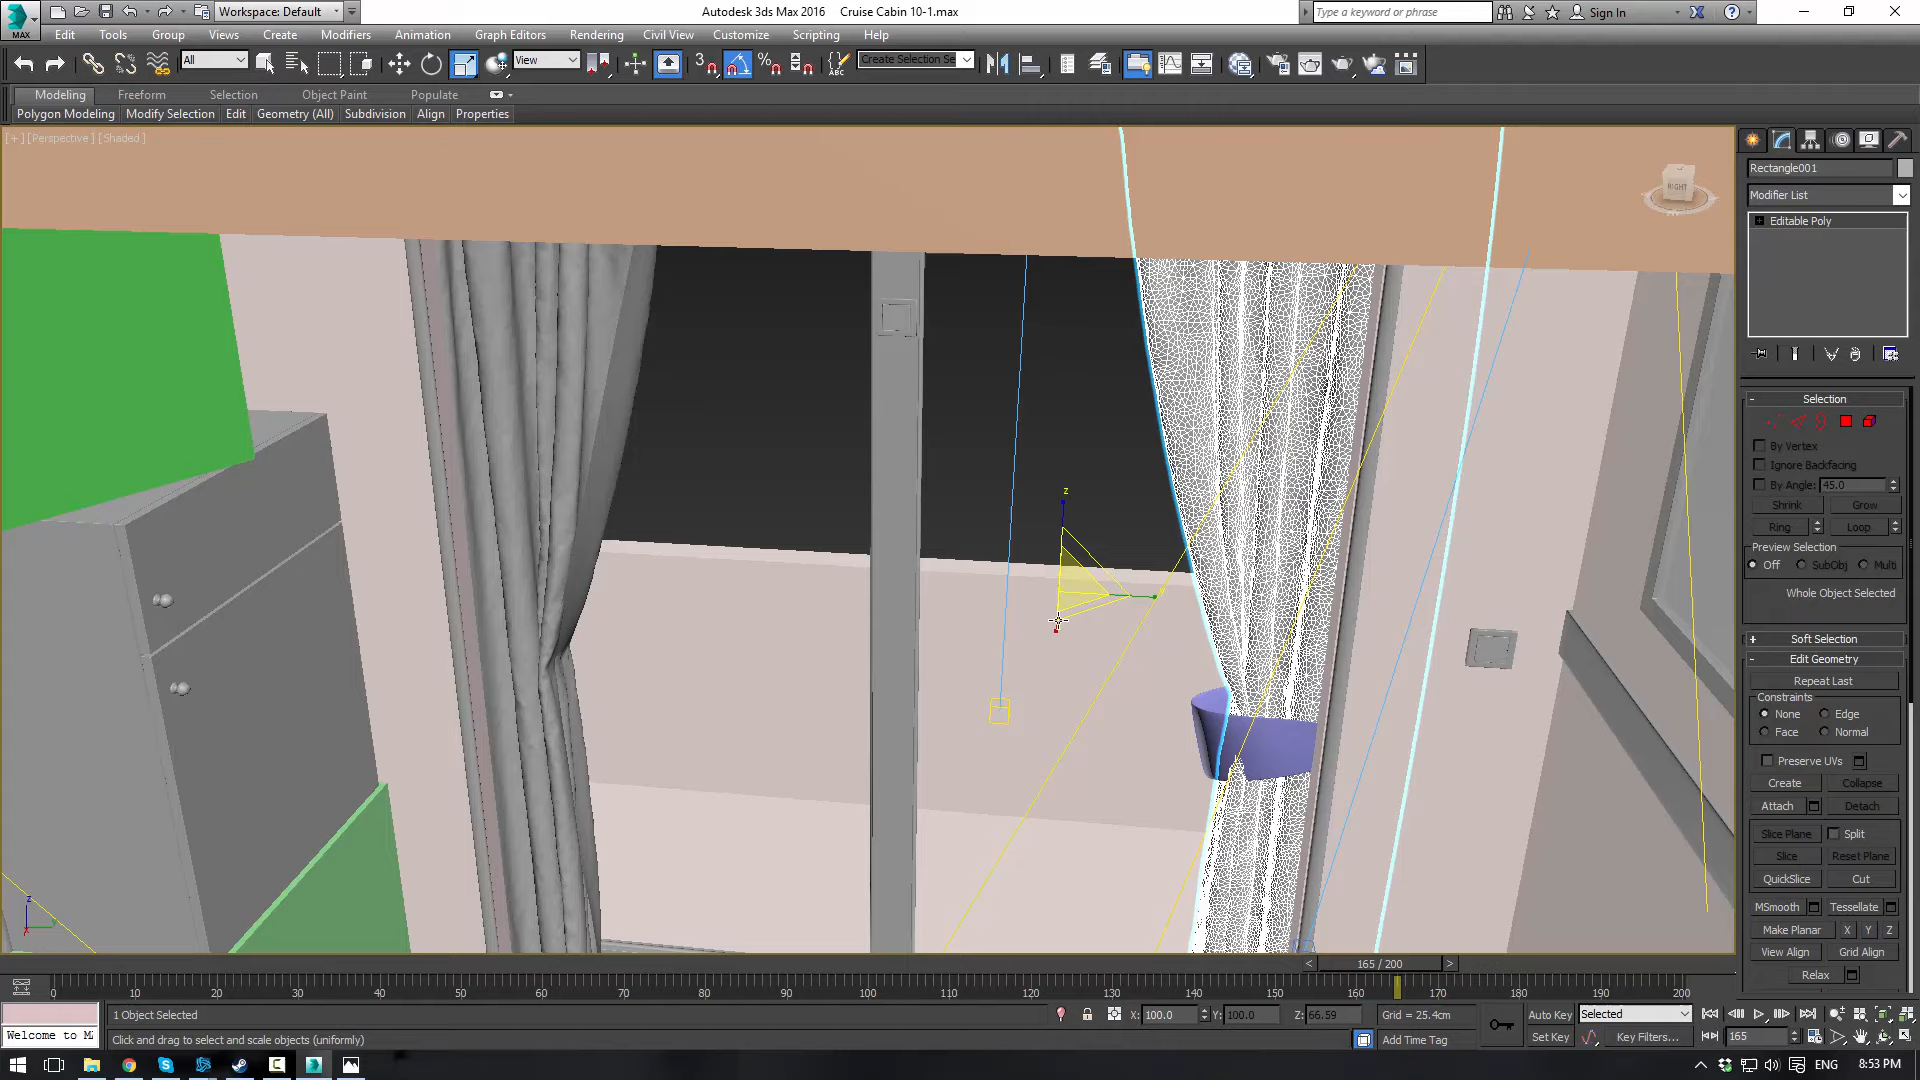 Workspace: Default
Autodesk 3ds Max 2016    Cruise Cabin 10-1.max
Type a keyword or phrase
Sign In
MAX
Edit Tools Group Views Create Modifiers Animation Graph Editors Rendering Civil View Customize Scripting Help
All
View
3
ABC
Create Selection Se
Modeling Freeform Selection Object Paint Populate
Polygon Modeling Modify Selection Edit Geometry (All) Subdivision Align Properties
[+] [Perspective] [Shaded]
RIGHT
Rectangle001
Modifier List
Editable Poly
- Selection
By Vertex
Ignore Backfacing
By Angle: 45.0
Shrink Grow
Ring Loop
Preview Selection
Off SubObj Multi
Whole Object Selected
+ Soft Selection
- Edit Geometry
Repeat Last
Constraints
None Edge
Face Normal
Preserve UVs
Create Collapse
Attach Detach
Slice Plane Split
Slice Reset Plane
QuickSlice Cut
MSmooth Tessellate
Make Planar X Y Z
View Align Grid Align
Relax
z
z
x
< 165 / 200 >
0 10 20 30 40 50 60 70 80 90 100 110 120 130 140 150 160 170 180 190 200
1 Object Selected
X: 100.0 Y: 100.0 Z: 66.59
Grid = 25.4cm
Auto Key Selected
Welcome to M
Click and drag to select and scale objects (uniformly)
Add Time Tag
Set Key Key Filters... 165
ENG 8:53 PM